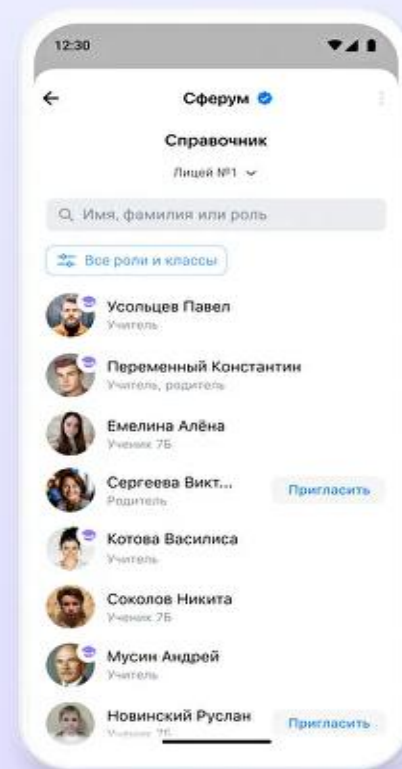 12:30
Сферум
Справочник
Лицей №1
Имя, фамилия или роль
Все роли и классы
Усольцев Павел
Учитель
Переменный Константин
Учитель, родитель
Емелина Алёна
Ученик 7Б
Сергеева Викт...
Родитель
Пригласить
Котова Василиса
Учитель
Соколов Никита
Ученик 7Б
Мусин Андрей
Учитель
Новинский Руслан
Ученик 7Б
Пригласить